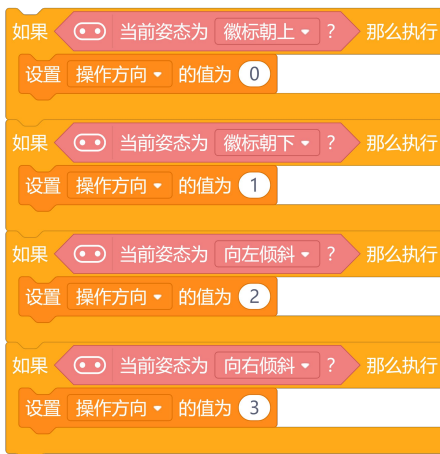 如果 当前姿态为 徽标朝上 ? 那么执行
设置 操作方向 的值为 0
如果 当前姿态为 徽标朝下 ? 那么执行
设置 操作方向 的值为 1
如果 当前姿态为 向左倾斜 ? 那么执行
设置 操作方向 的值为 2
如果 当前姿态为 向右倾斜 ? 那么执行
设置 操作方向 的值为 3